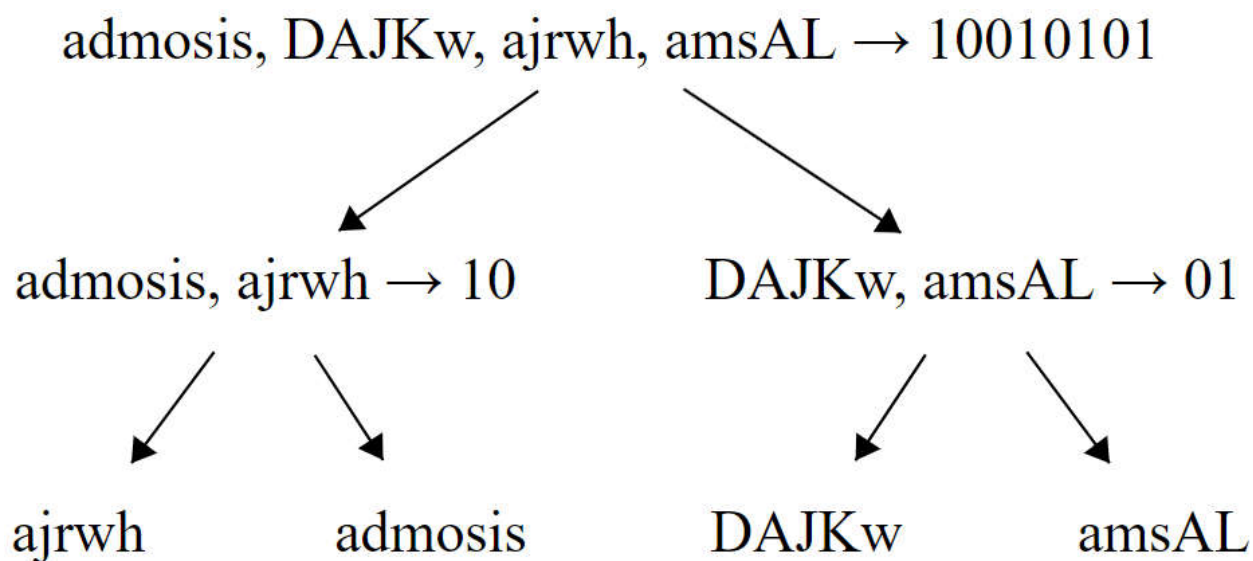 admosis, DAJKw, ajrwh, amsAL → 10010101
admosis, ajrwh → 10
DAJKw, amsAL → 01
ajrwh
admosis
DAJKw
amsAL